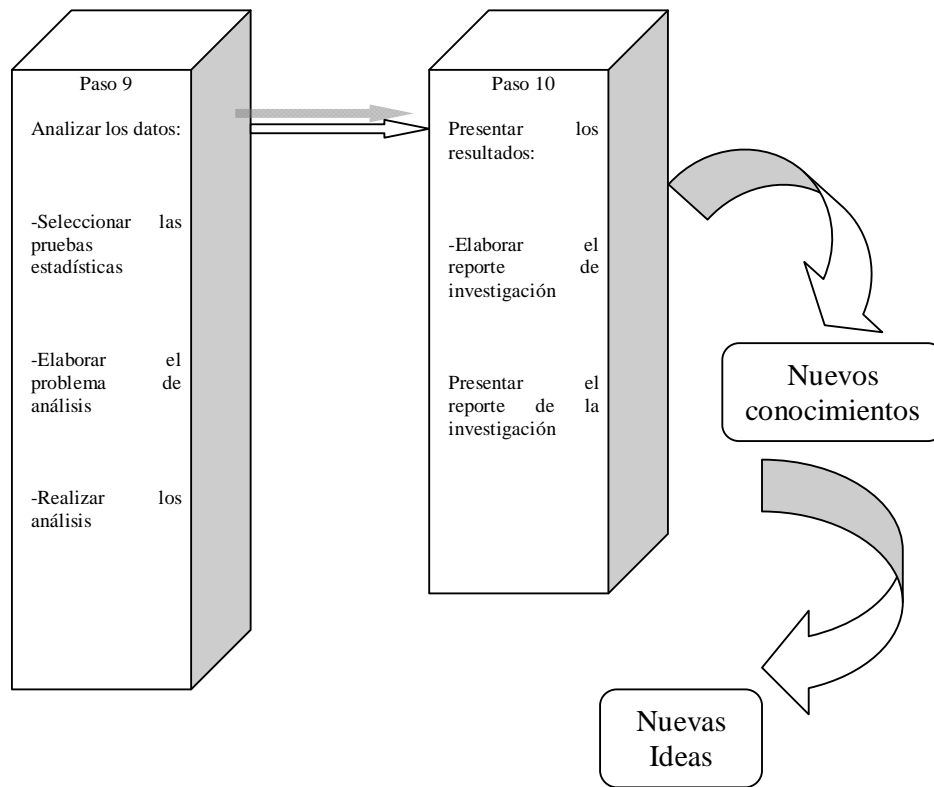 Paso 9
Analizar los datos:
-Seleccionar las
pruebas
estadísticas
-Elaborar el
problema de
análisis
-Realizar los
análisis
Paso 10
Presentar los
resultados:
-Elaborar el
reporte de
investigación
Presentar el
reporte de la
investigación
Nuevos
conocimientos
Nuevas
Ideas